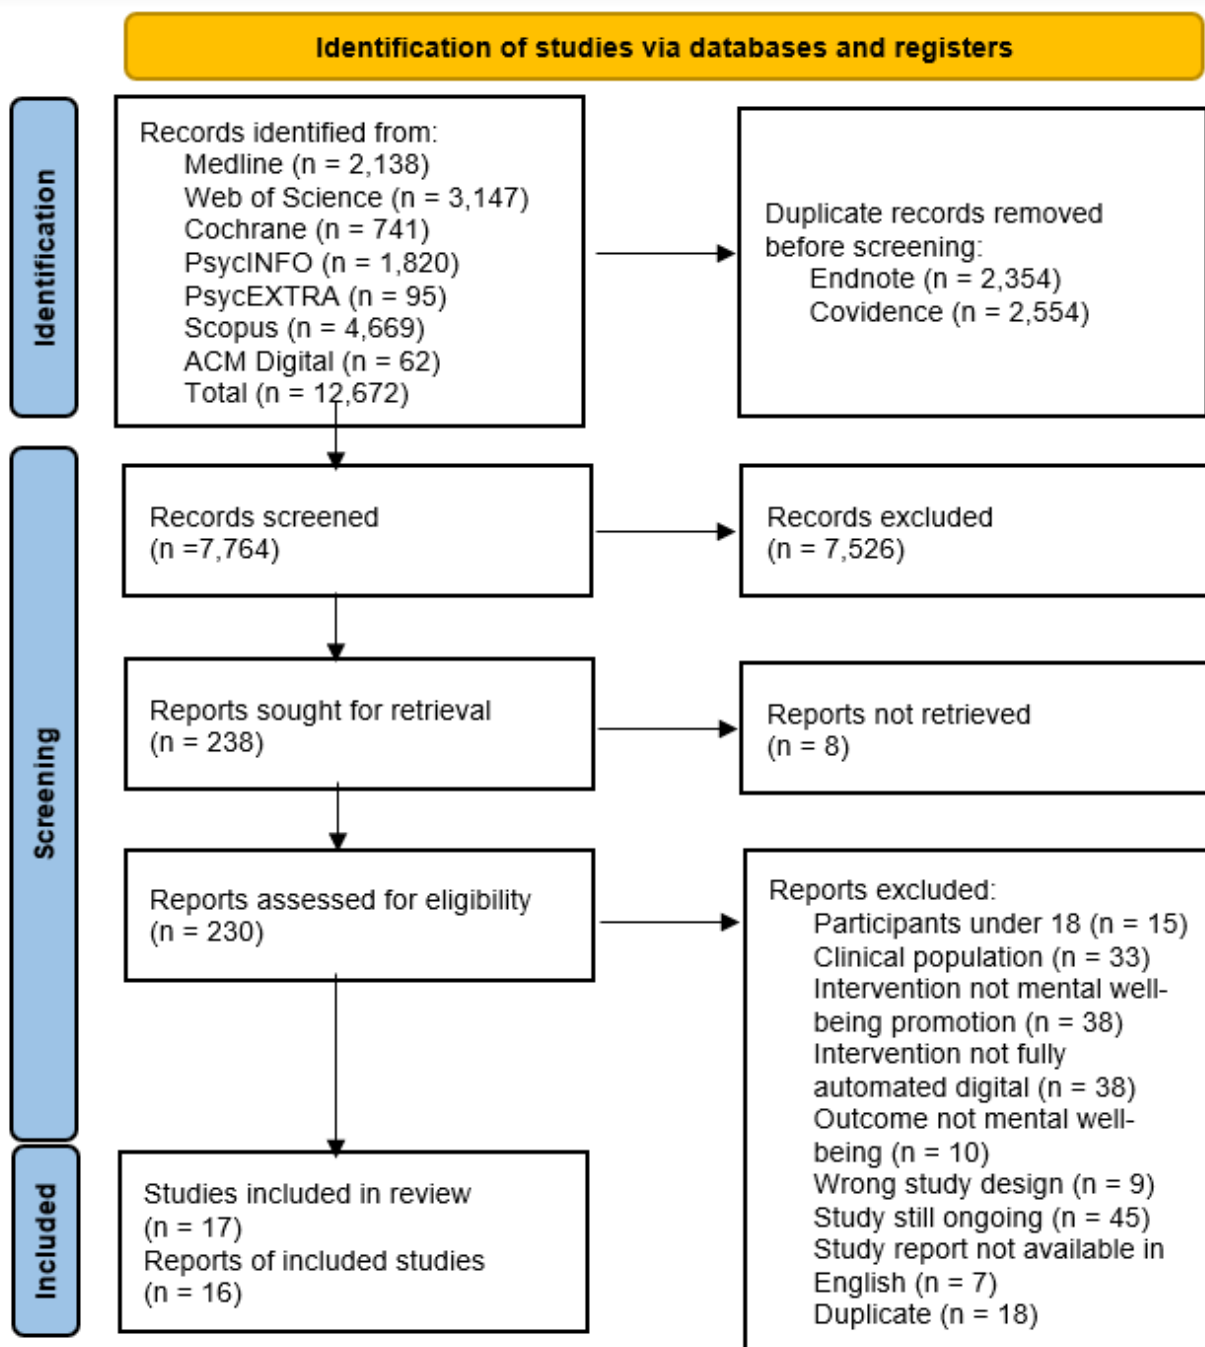 Identification of studies via databases and registers
Identification
Records identified from:
Medline (n = 2,138)
Web of Science (n = 3,147)
Cochrane (n = 741)
PsycINFO (n = 1,820)
PsycEXTRA (n = 95)
Scopus (n = 4,669)
ACM Digital (n = 62)
Total (n = 12,672)
Duplicate records removed
before screening:
Endnote (n = 2,354)
Covidence (n = 2,554)
Screening
Records screened
(n =7,764)
Records excluded
(n = 7,526)
Reports sought for retrieval
(n = 238)
Reports not retrieved
(n = 8)
Reports assessed for eligibility
(n = 230)
Reports excluded:
Participants under 18 (n = 15)
Clinical population (n = 33)
Intervention not mental well-
being promotion (n = 38)
Intervention not fully
automated digital (n = 38)
Outcome not mental well-
being (n = 10)
Wrong study design (n = 9)
Study still ongoing (n = 45)
Study report not available in
English (n = 7)
Duplicate (n = 18)
Included
Studies included in review
(n = 17)
Reports of included studies
(n = 16)